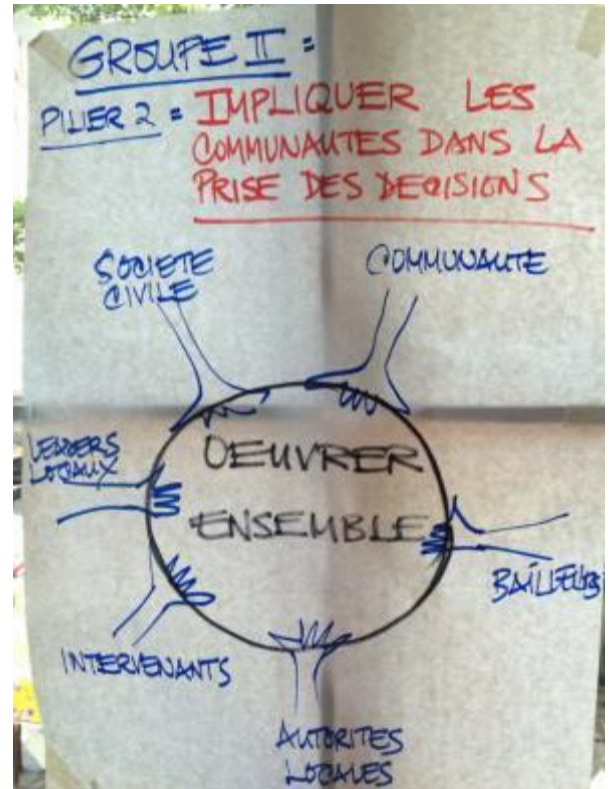 GROUPE II =
PILIER 2 = IMPLIQUER LES
COMMUNAUTES DANS LA
PRISE DES DECISIONS
SOCIETE
CIVILE
COMMUNAUTE
LEADERS
LOCAUX
OEUVRER
ENSEMBLE
BAILLEURS
INTERVENANTS
AUTORITES
LOCALES